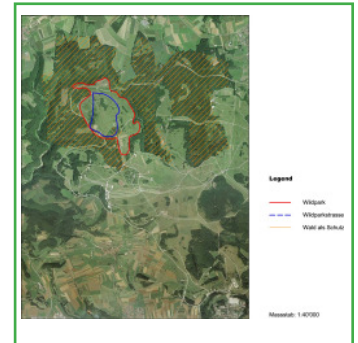 Legend
Wildpark
Wildparkstrasse
Wald als Schutz
Massstab: 1:40'000